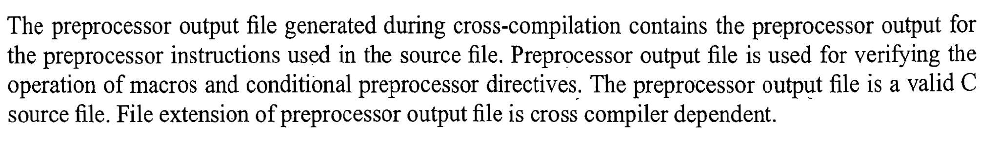 The preprocessor output file generated during cross-compilation contains the preprocessor output for
the preprocessor instructions used in the source file. Preprocessor output file is used for verifying the
operation of macros and conditional preprocessor directives. The preprocessor output file is a valid C
source file. File extension of preprocessor output file is cross compiler dependent.